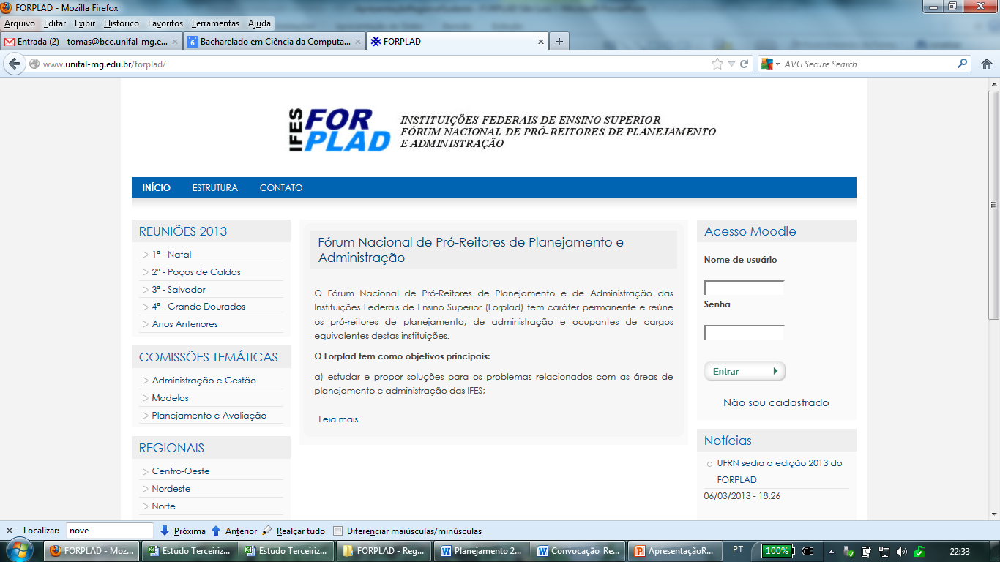 FORPLAD - Mozilla Firefox
Arquivo Editar Exibir Histórico Favoritos Ferramentas Ajuda
Entrada (2) - tomas@bcc.unifal-mg.e...
Bacharelado em Ciência da Computa...
FORPLAD
www.unifal-mg.edu.br/forplad/
AVG Secure Search
IFES FOR PLAD
INSTITUIÇÕES FEDERAIS DE ENSINO SUPERIOR
FÓRUM NACIONAL DE PRÓ-REITORES DE PLANEJAMENTO
E ADMINISTRAÇÃO
INÍCIO ESTRUTURA CONTATO
REUNIÕES 2013
1ª - Natal
2ª - Poços de Caldas
3ª - Salvador
4ª - Grande Dourados
Anos Anteriores
COMISSÕES TEMÁTICAS
Administração e Gestão
Modelos
Planejamento e Avaliação
REGIONAIS
Centro-Oeste
Nordeste
Norte
Fórum Nacional de Pró-Reitores de Planejamento e
Administração
O Fórum Nacional de Pró-Reitores de Planejamento e de Administração das
Instituições Federais de Ensino Superior (Forplad) tem caráter permanente e reúne
os pró-reitores de planejamento, de administração e ocupantes de cargos
equivalentes destas instituições.
O Forplad tem como objetivos principais:
a) estudar e propor soluções para os problemas relacionados com as áreas de
planejamento e administração das IFES;
Leia mais
Acesso Moodle
Nome de usuário
Senha
Entrar
Não sou cadastrado
Notícias
UFRN sedia a edição 2013 do
FORPLAD
06/03/2013 - 18:26
Localizar: nove Próxima Anterior Realçar tudo Diferenciar maiúsculas/minúsculas
FORPLAD - Moz... Estudo Terceiriz... Estudo Terceiriz... FORPLAD - Reg... Planejamento 2... Convocação_Re... ApresentaçãoR... PT 100% 22:33